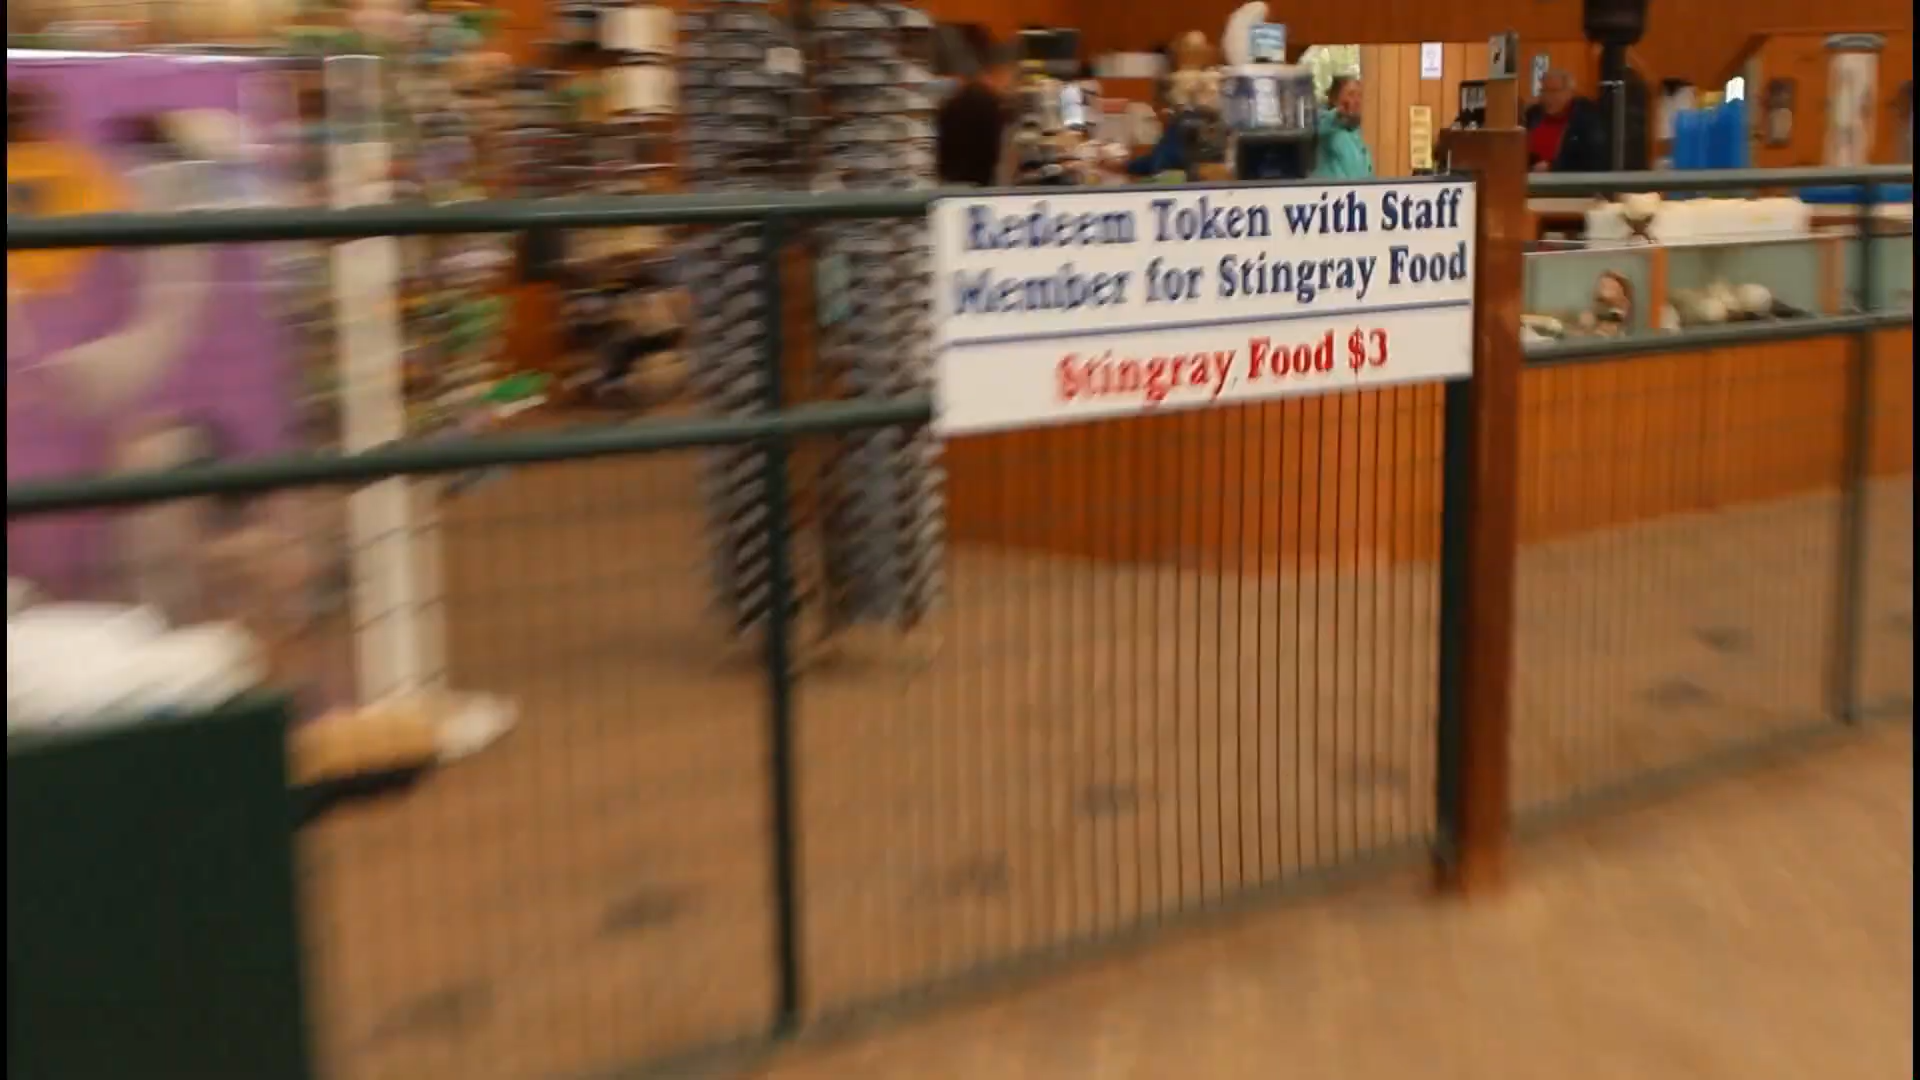 Redeem Token with Staff
Member for Stingray Food
Stingray Food $3